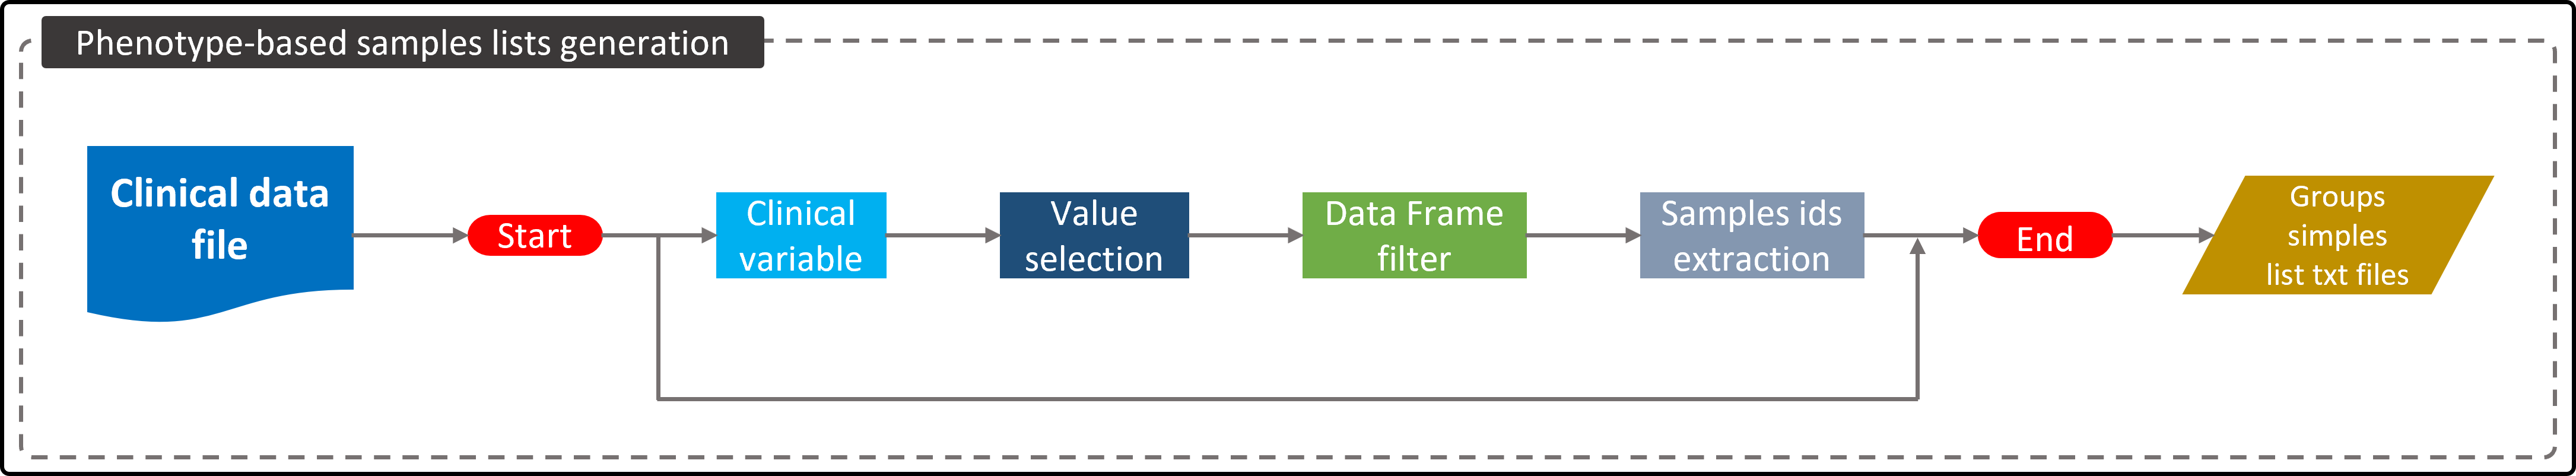 Phenotype-based samples lists generation
Clinical data
file
Start
Clinical
variable
Value
selection
Data Frame
filter
Samples ids
extraction
End
Groups
simples
list txt files